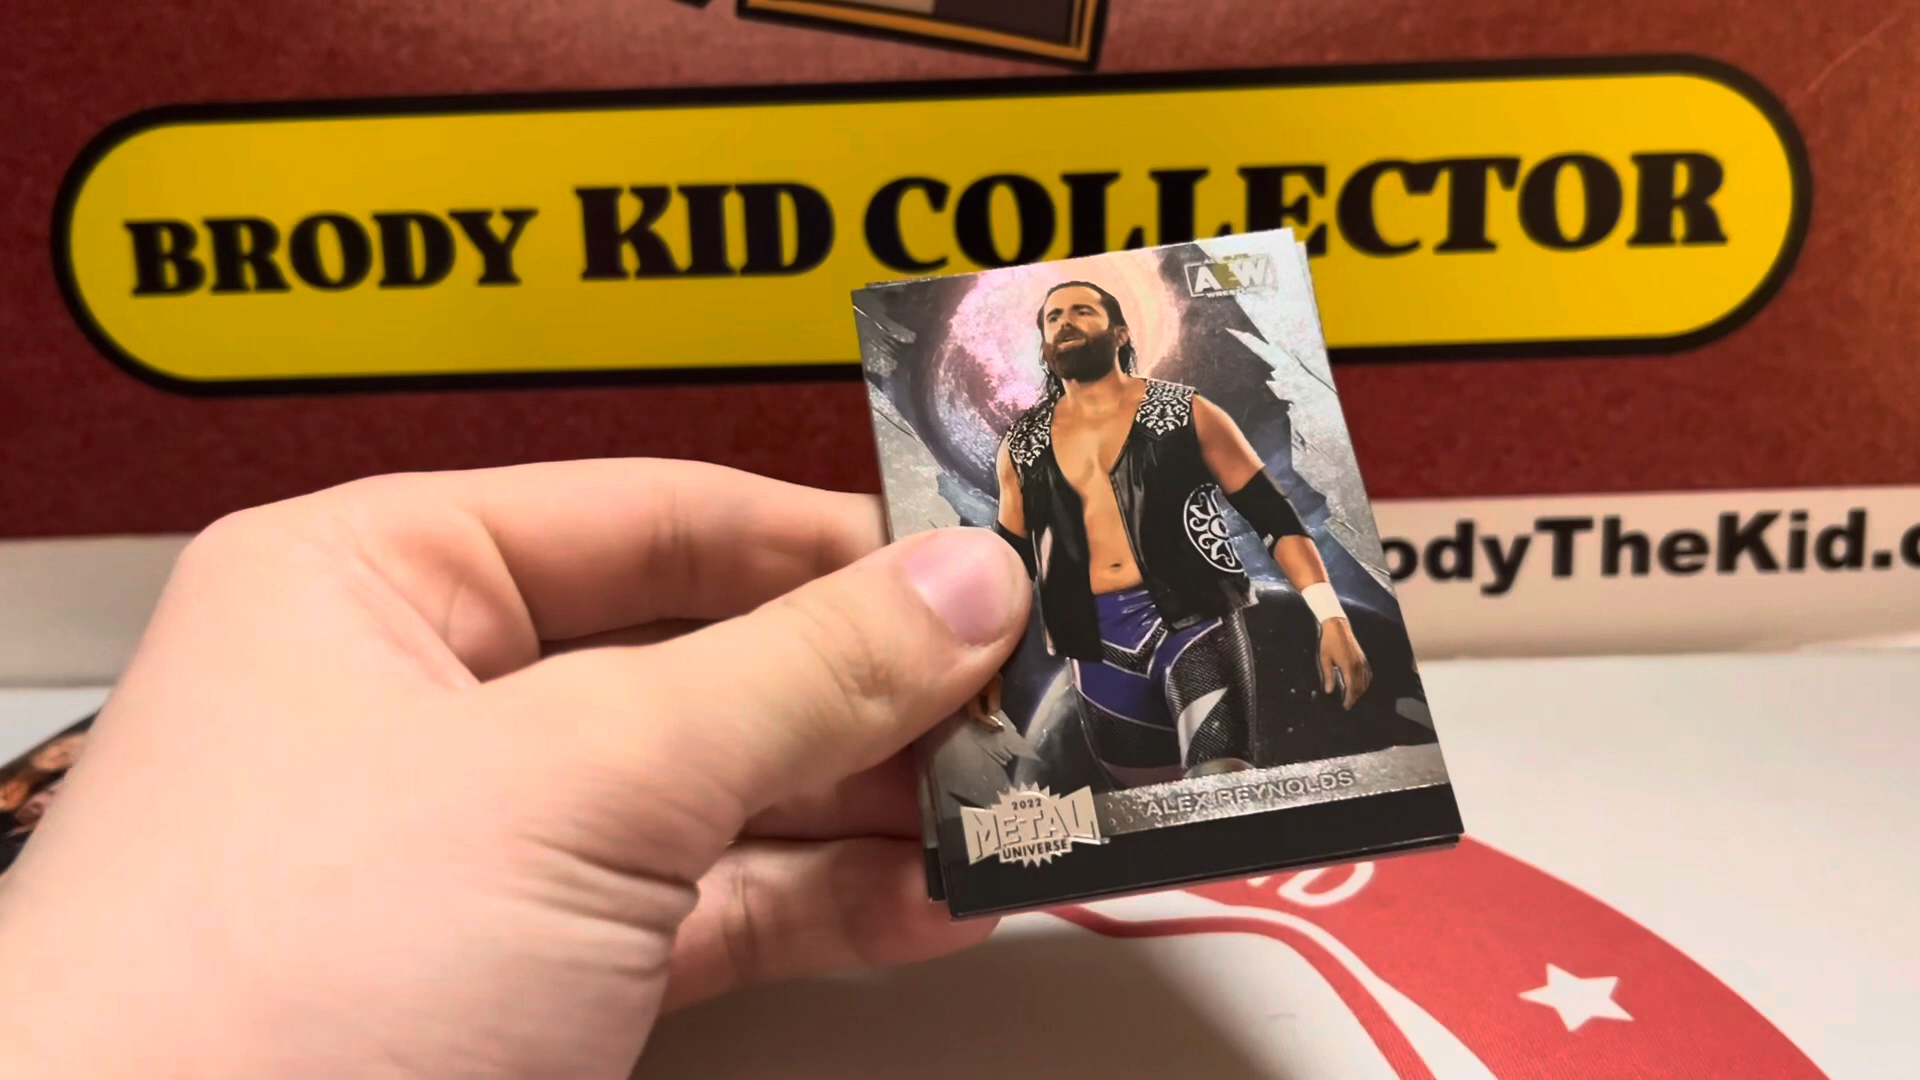 BRODY KID COLLECTOR
AEW
odyTheKid.c
2022
METAL
UNIVERSE
ALEX REYNOLDS